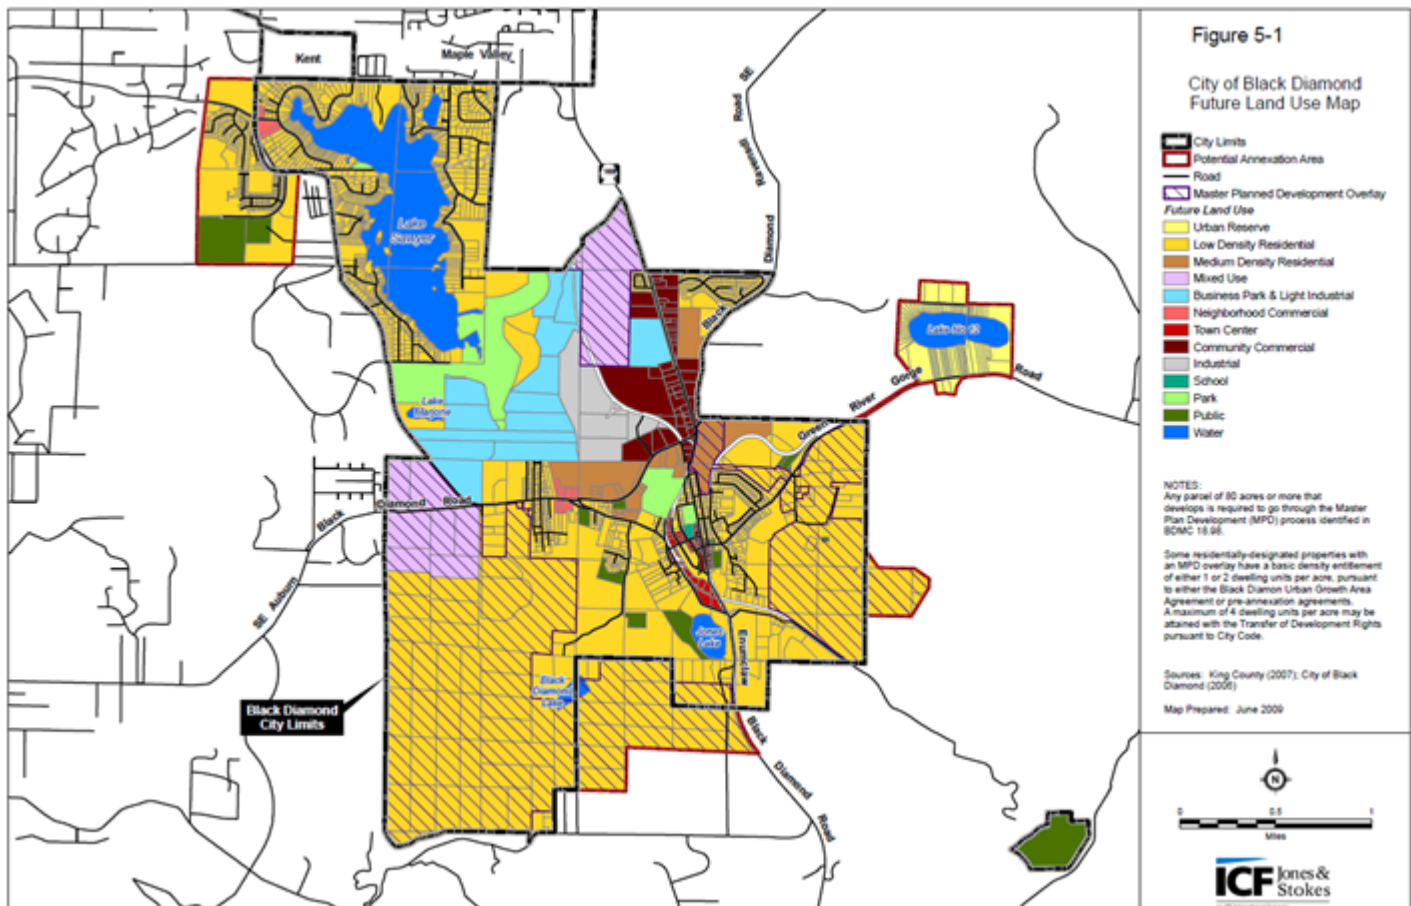 Figure 5-1
City of Black Diamond
Future Land Use Map
City Limits
Potential Annexation Area
Road
Master Planned Development Overlay
Future Land Use
Urban Reserve
Low Density Residential
Medium Density Residential
Mixed Use
Business Park & Light Industrial
Neighborhood Commercial
Town Center
Community Commercial
Industrial
School
Park
Public
Water
NOTES:
Any parcel of 80 acres or more that
develops is required to go through the Master
Plan Development (MPD) process identified in
BDMC 18.98.
Some residentially-designated properties with
an MPD overlay have a basic density entitlement
of either 1 or 2 dwelling units per acre, pursuant
to either the Black Diamon Urban Growth Area
Agreement or pre-annexation agreements.
A maximum of 4 dwelling units per acre may be
attained with the Transfer of Development Rights
pursuant to City Code.
Sources: King County (2007); City of Black
Diamond (2006)
Map Prepared: June 2009
N
0 0.5 1
Miles
ICF Jones &
Stokes
Kent
Maple Valley
Lake
Sawyer
Black Diamond Ravensdl Road SE
Lake No 12
Green River Gorge Road
Lake
Marjorie
SE Auburn Black Diamond Road
Jones
Lake
Enumclaw Black Diamond Road
Black
Diamond
Lake
Black Diamond
City Limits